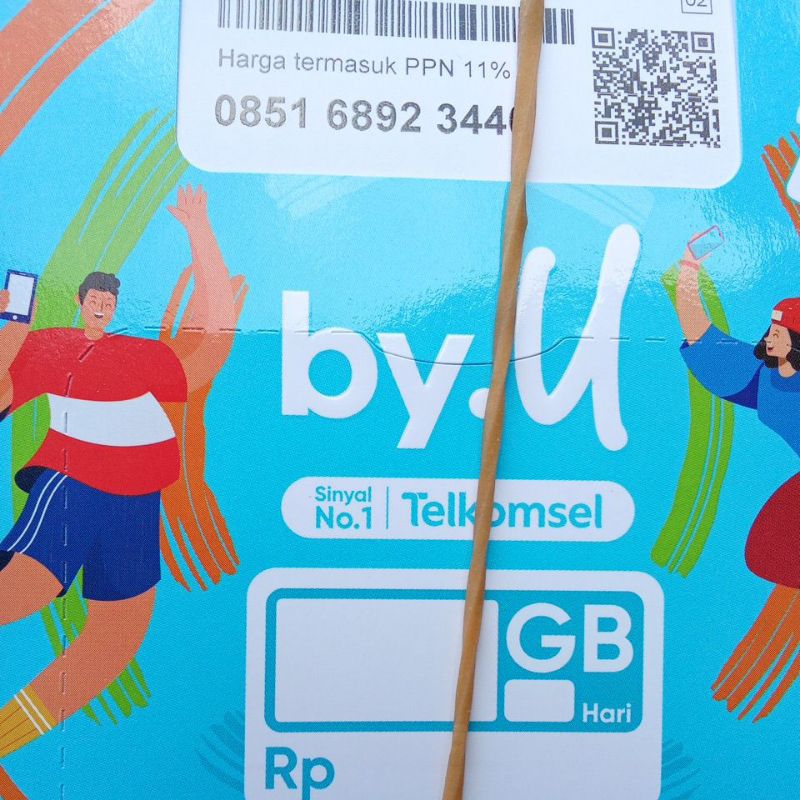 02
Harga termasuk PPN 11%
0851 6892 344
by.U
Sinyal
No.1
Telkomsel
GB
Hari
Rp